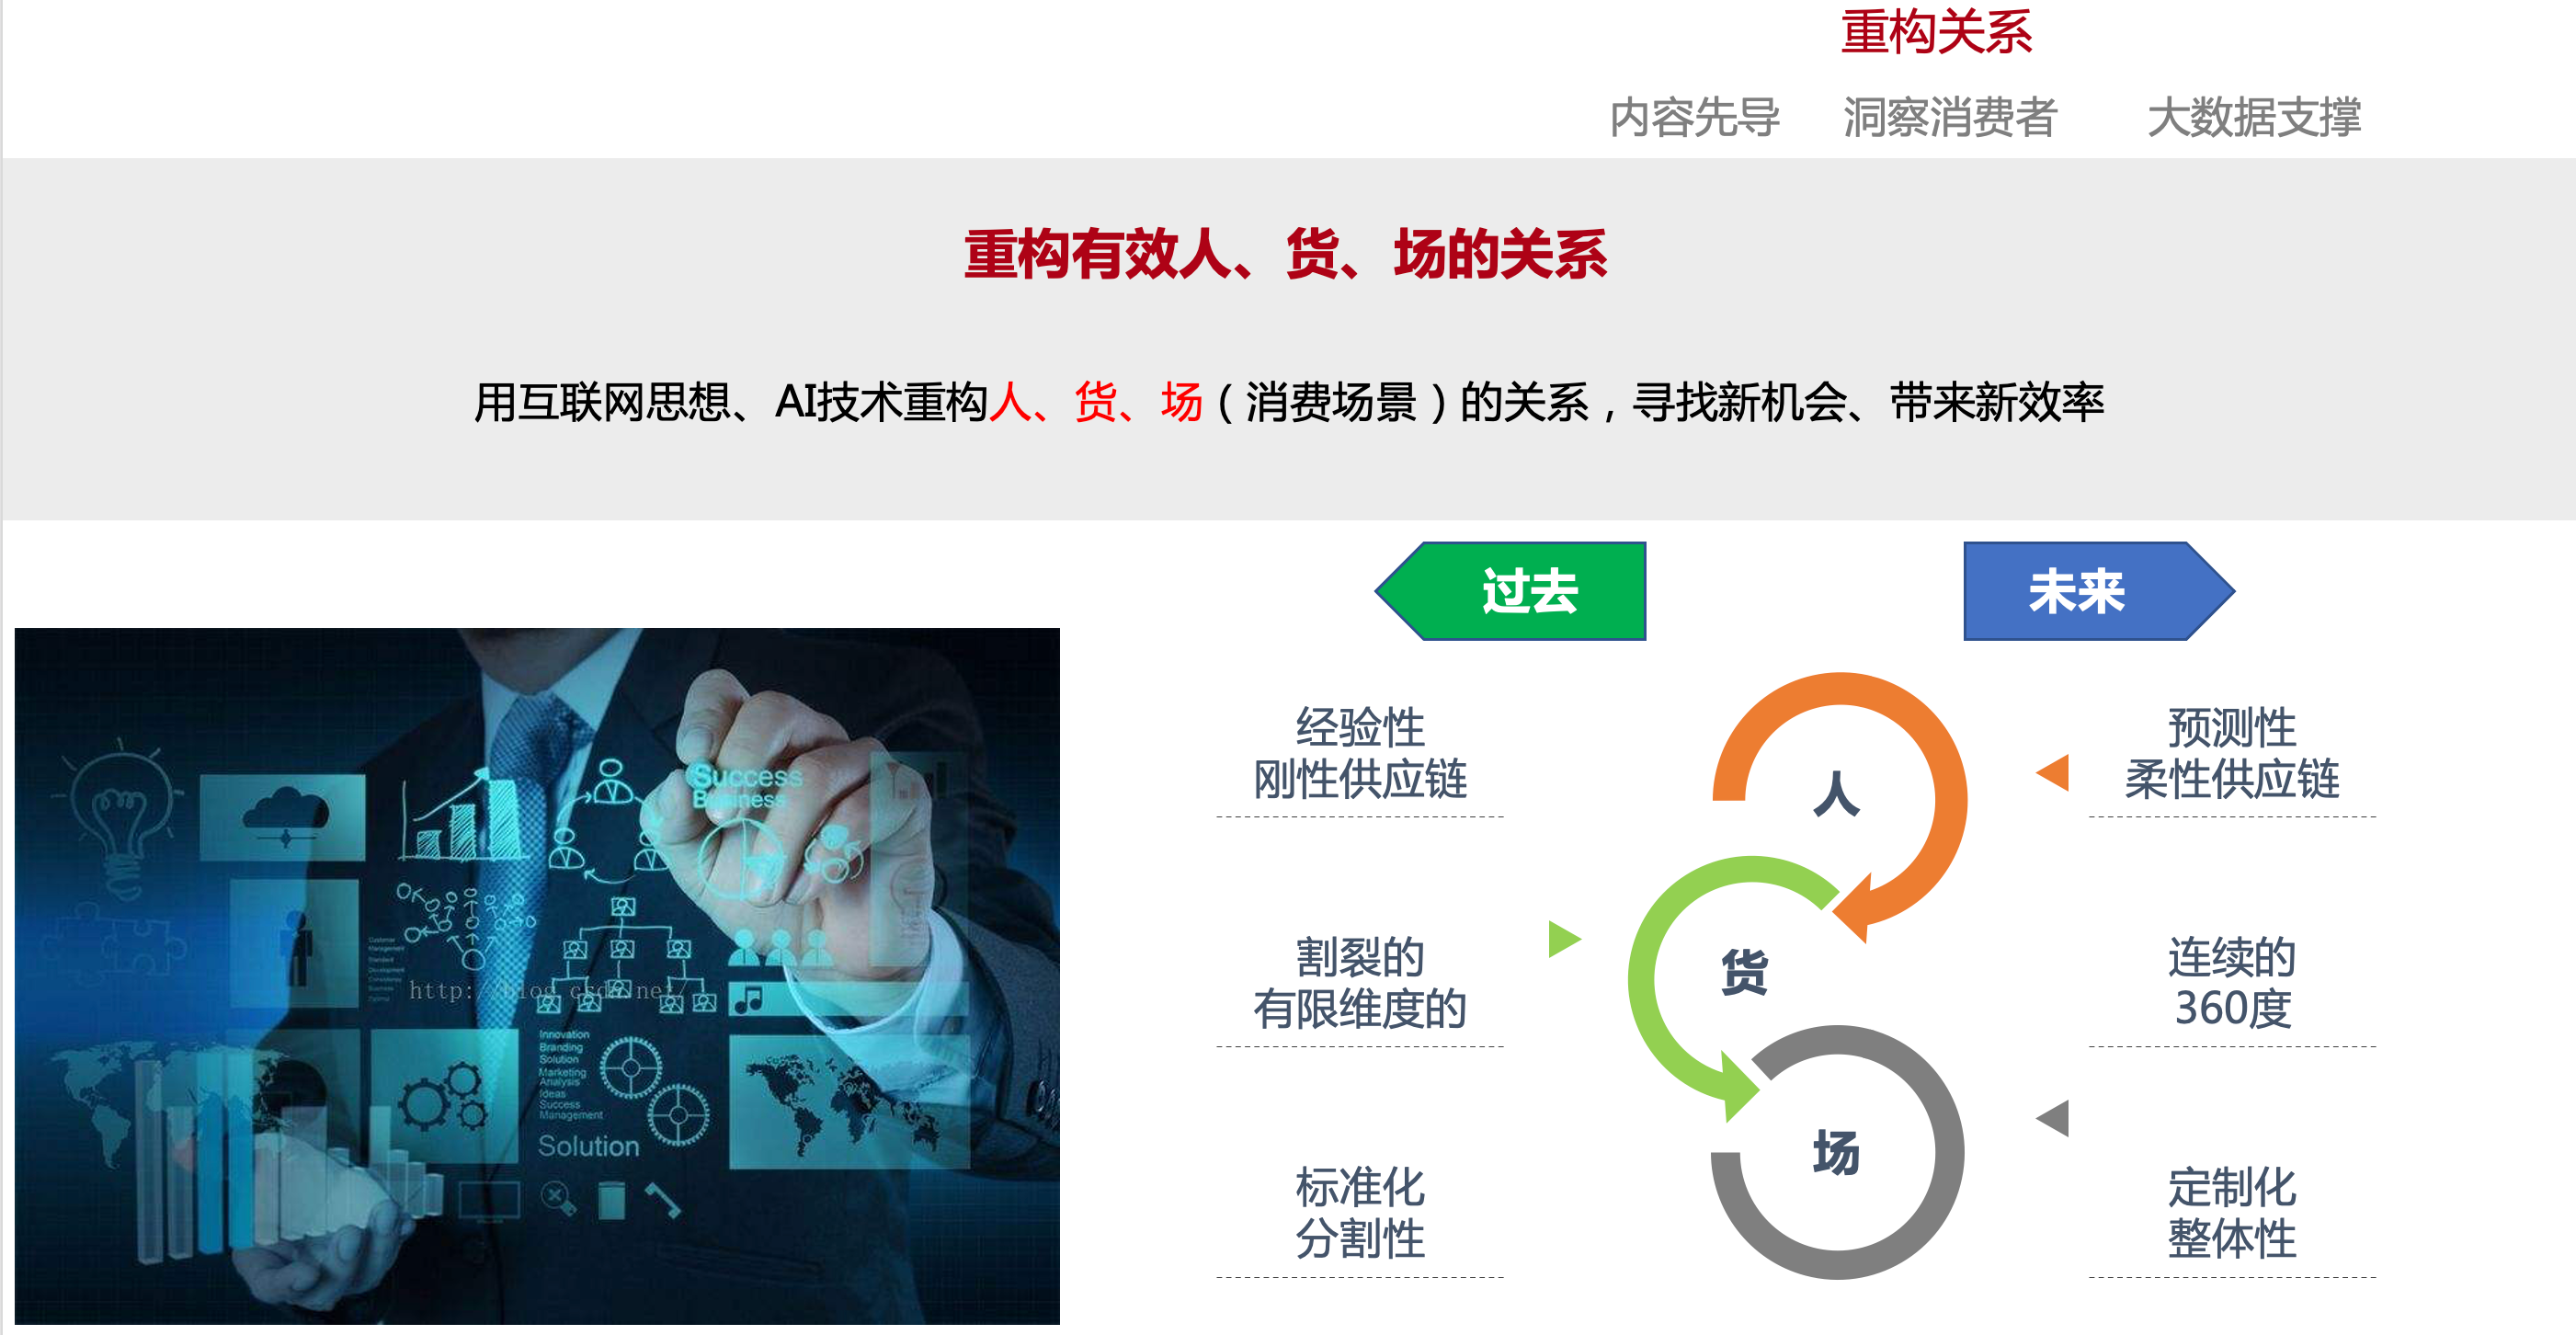 重构关系
内容先导 洞察消费者 大数据支撑
重构有效人、货、场的关系
用互联网思想、AI技术重构人、货、场（消费场景）的关系，寻找新机会、带来新效率
过去
未来
经验性
刚性供应链
人
预测性
柔性供应链
割裂的
有限维度的
货
连续的
360度
标准化
分割性
场
定制化
整体性
Success
Business
Customer
Management
Standard
Development
http://blog.csdn.net/
Innovation
Branding
Solution
Marketing
Analysis
Ideas
Success
Management
Solution